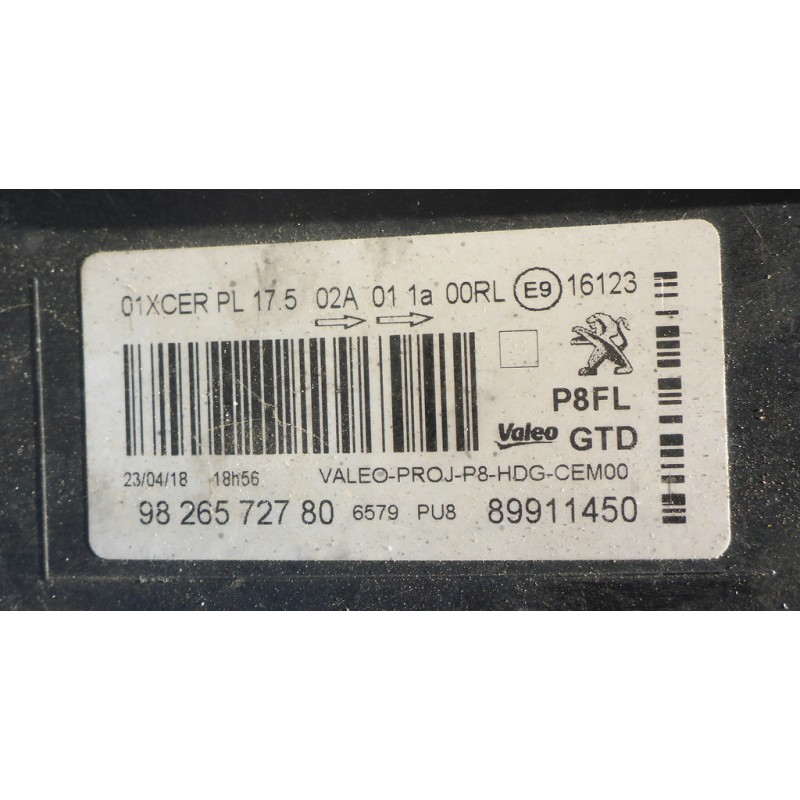 01XCER PL 17.5 02A 01 1a 00RL E9 16123
P8FL
Valeo GTD
23/04/18 18h56 VALEO-PROJ-P8-HDG-CEM00
98 265 727 80 6579 PU8 89911450